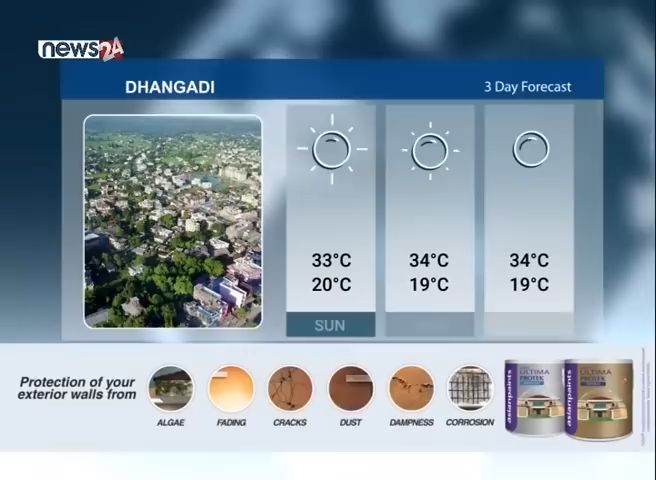 news24
DHANGADI
3 Day Forecast
33°C
34°C
34°C
20°C
19°C
19°C
SUN
Protection of your
exterior walls from
ALGAE
FADING
CRACKS
DUST
DAMPNESS
CORROSION
asianpaints
ULTIMA
PROTEK
asianpaints
ULTIMA
PROTEK